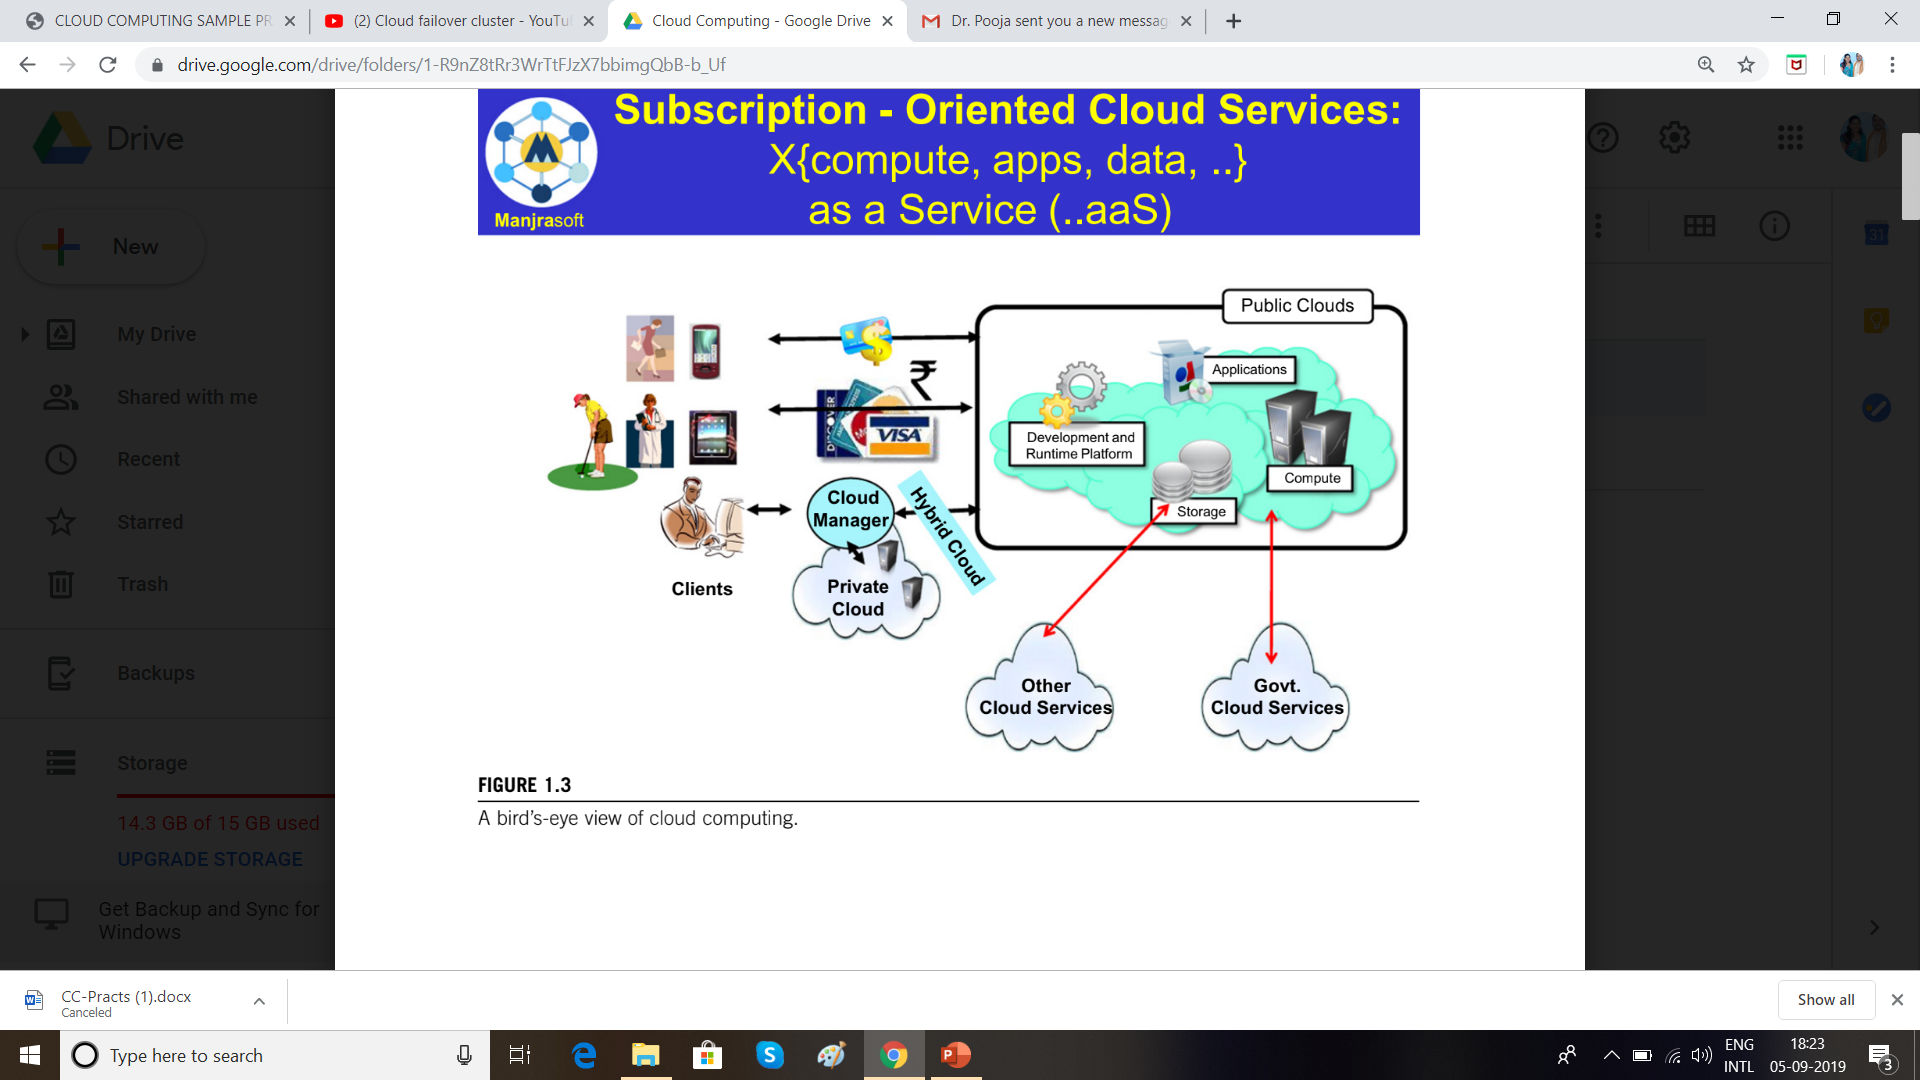 CLOUD COMPUTING SAMPLE PR
(2) Cloud failover cluster - YouTu
Cloud Computing - Google Drive
Dr. Pooja sent you a new messag
drive.google.com/drive/folders/1-R9nZ8tRr3WrTtFJzX7bbimgQbB-b_Uf
Drive
New
My Drive
Shared with me
Recent
Starred
Trash
Backups
Storage
14.3 GB of 15 GB used
UPGRADE STORAGE
Get Backup and Sync for
Windows
31
Subscription - Oriented Cloud Services:
X{compute, apps, data, ..}
as a Service (..aaS)
M
Manjrasoft
Public Clouds
Applications
Development and
Runtime Platform
Compute
Storage
$
₹
DISCOVER
VISA
Cloud
Manager
Hybrid Cloud
Private
Cloud
Clients
Other
Cloud Services
Govt.
Cloud Services
FIGURE 1.3
A bird's-eye view of cloud computing.
CC-Practs (1).docx
Canceled
Show all
Type here to search
ENG
INTL
18:23
05-09-2019
3